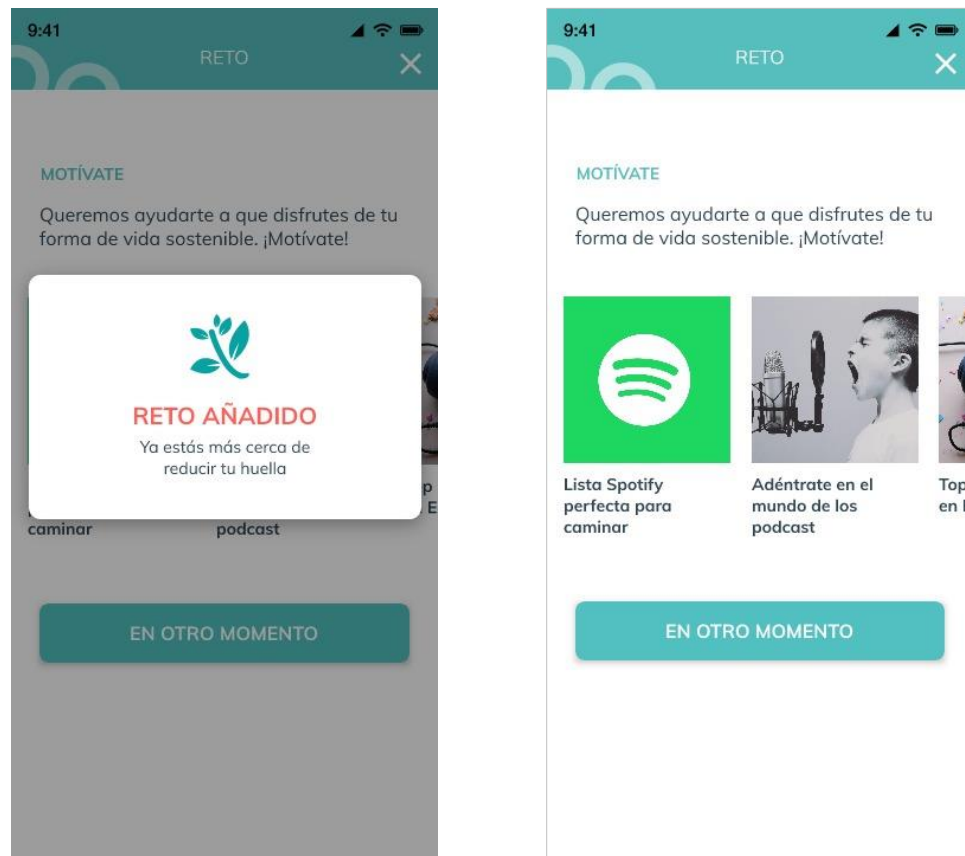 9:41
RETO
MOTÍVATE
Queremos ayudarte a que disfrutes de tu
forma de vida sostenible. ¡Motívate!
RETO AÑADIDO
Ya estás más cerca de
reducir tu huella
caminar
podcast
EN OTRO MOMENTO
9:41
RETO
MOTÍVATE
Queremos ayudarte a que disfrutes de tu
forma de vida sostenible. ¡Motívate!
Lista Spotify
perfecta para
caminar
Adéntrate en el
mundo de los
podcast
Top
en
EN OTRO MOMENTO